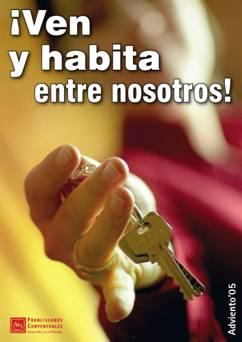 ¡Ven
y habita
entre nosotros!
FRANCISCANOS
CONVENTUALES
Adviento'05